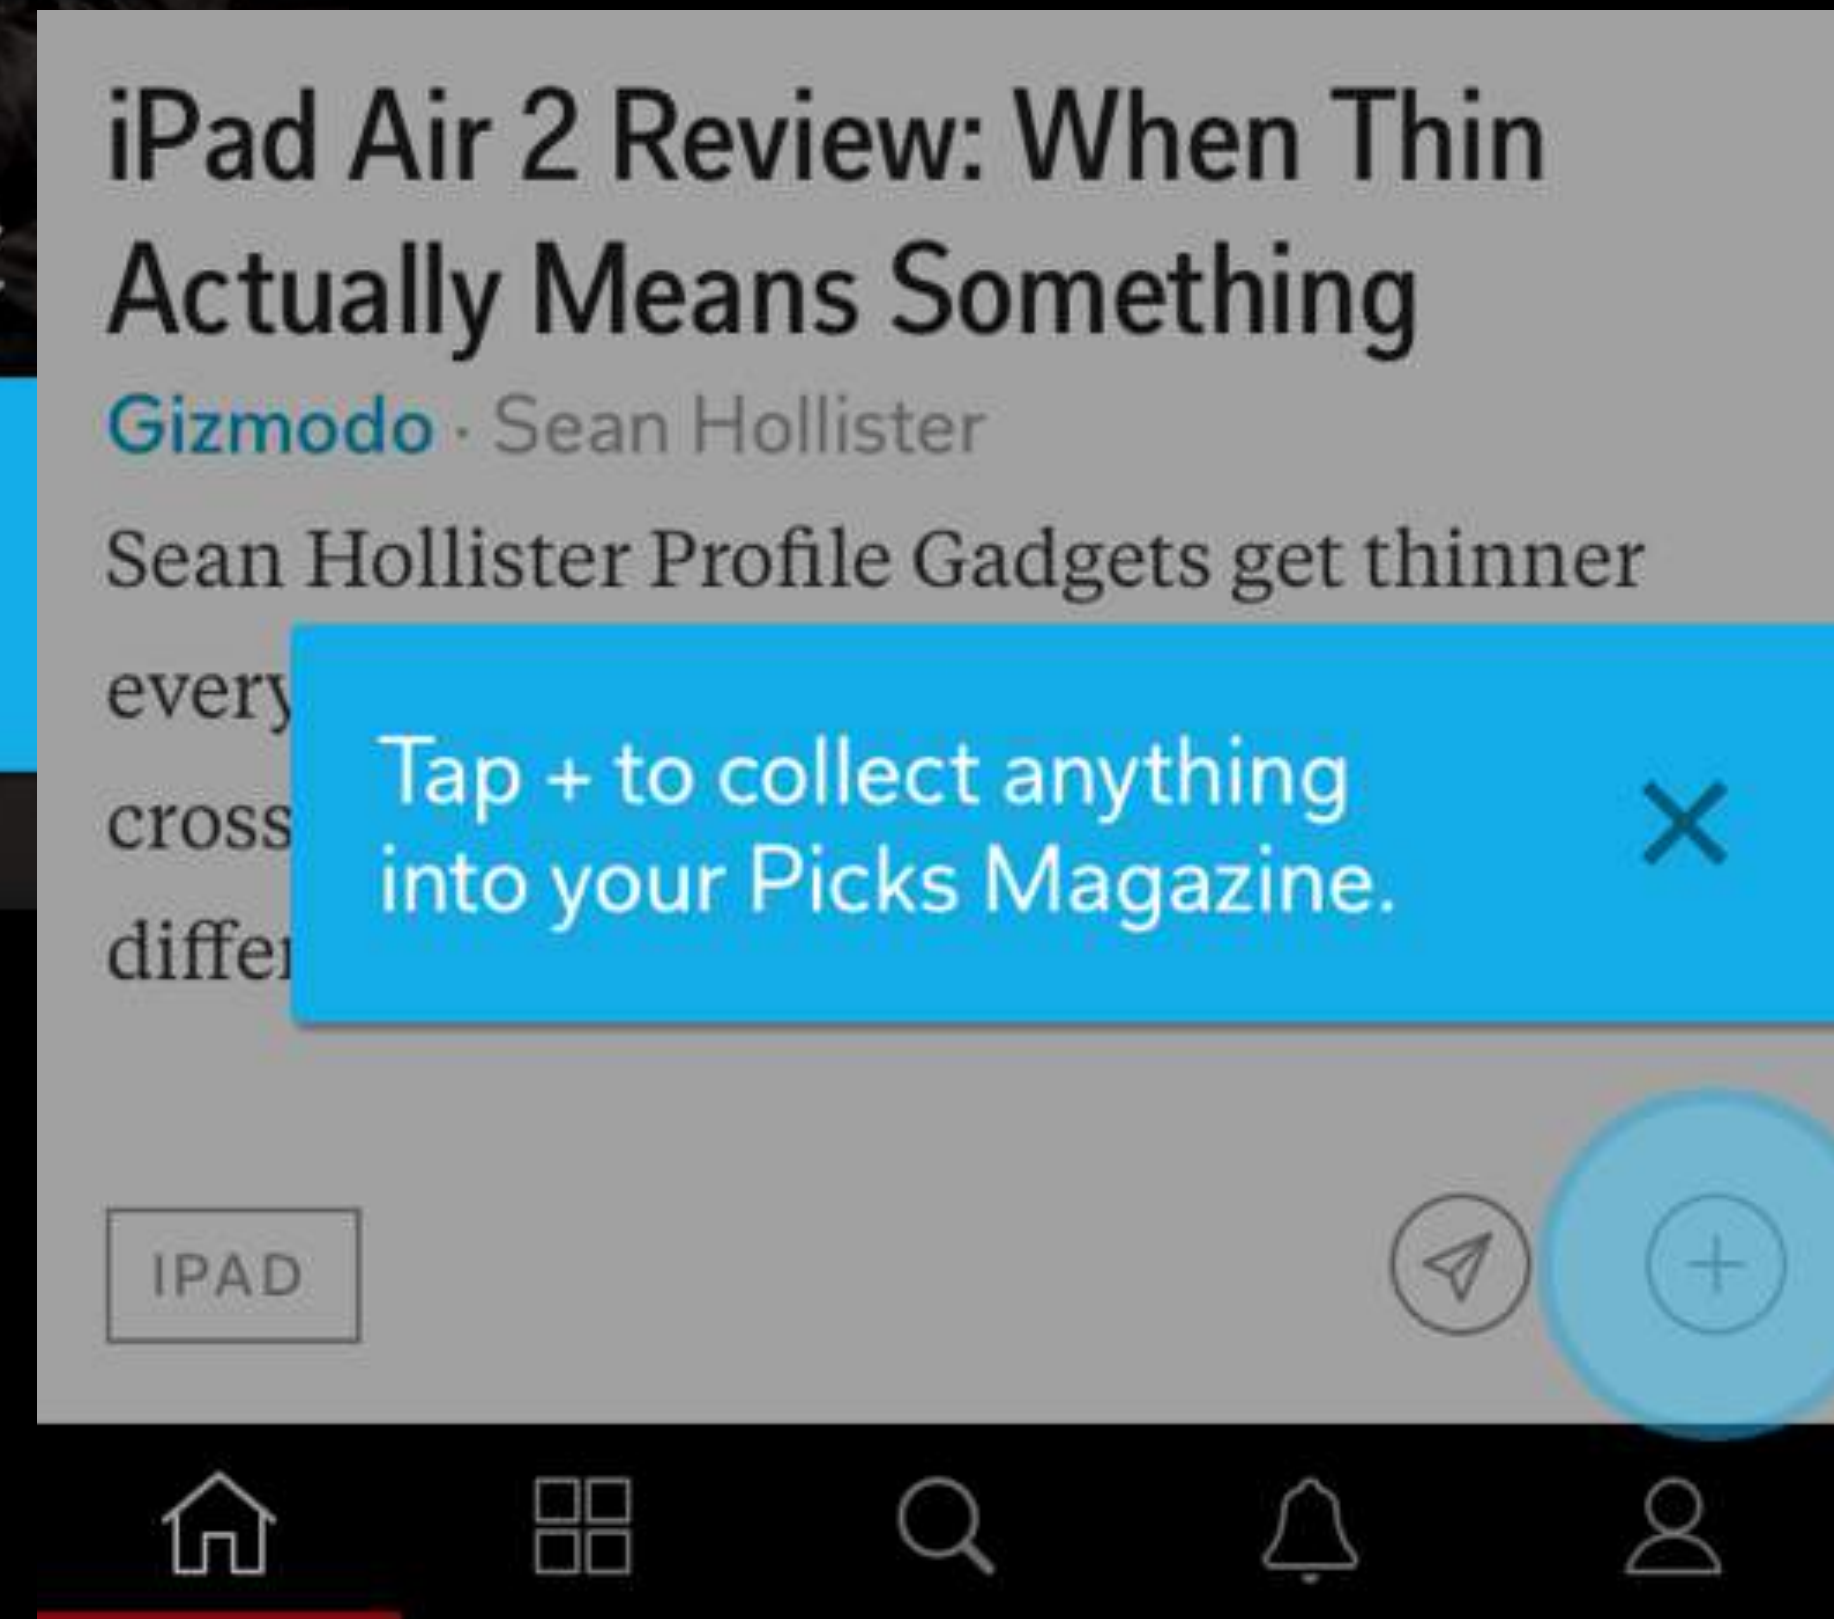 iPad Air 2 Review: When Thin
Actually Means Something
Gizmodo · Sean Hollister
Sean Hollister Profile Gadgets get thinner
every
Tap + to collect anything
cross
into your Picks Magazine.
IPAD